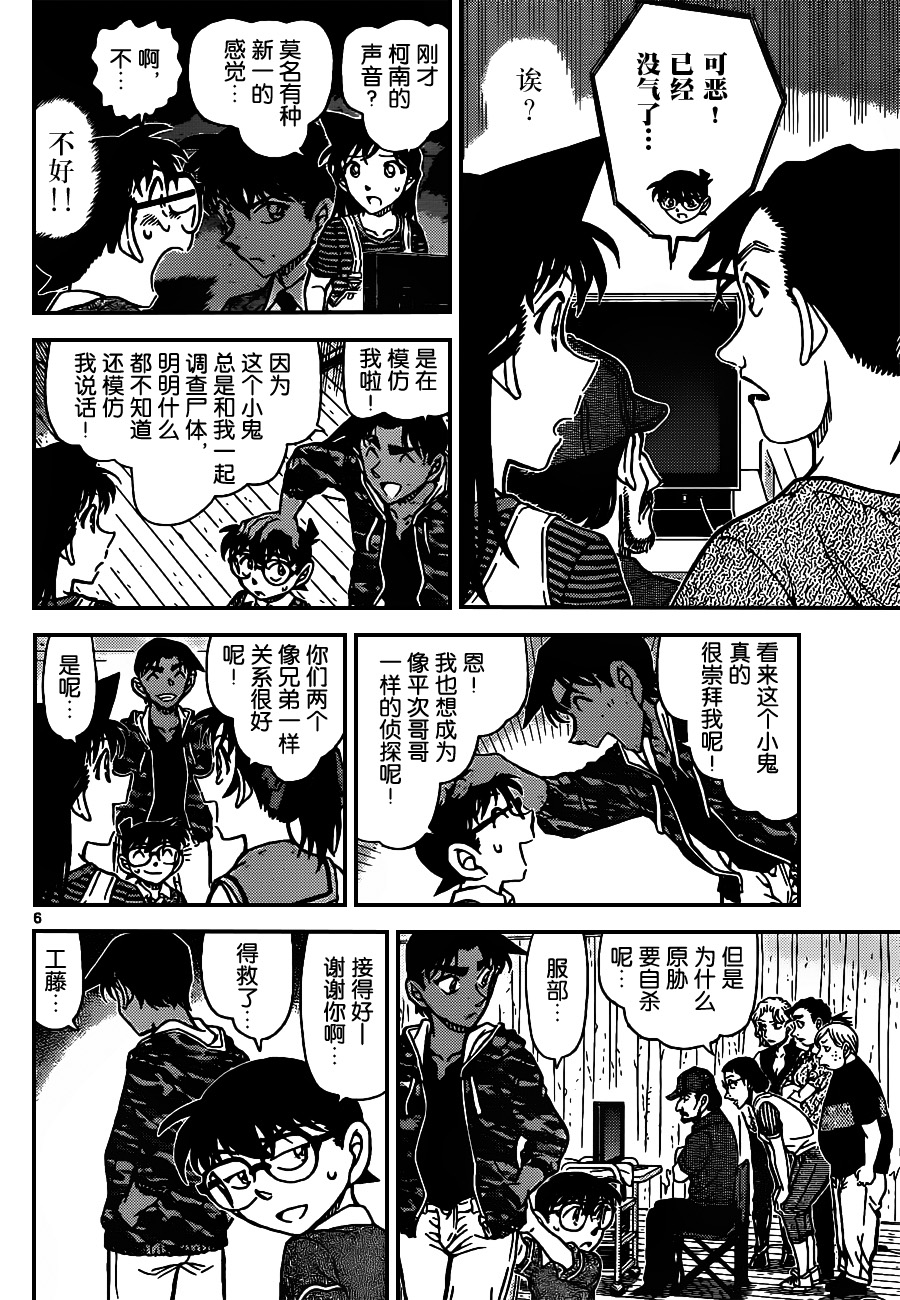 可恶！
已经
没气了…
诶？
刚才
柯南的
声音？
莫名有种
新一的
感觉…
啊，
不…
不好！！
是在
模仿
我啦！
因为
这个小鬼
总是和我一起
调查尸体，
明明什么
都不知道
还模仿
我说话！
看来这个小鬼
真的
很崇拜我呢！
恩！
我也想成为
像平次哥哥
一样的侦探呢！
你们两个
像兄弟一样
关系很好
呢！
是呢…
6
但是
为什么
原胁
要自杀
呢…
服部…
接得好—
谢谢你啊…
得救了…
工藤…